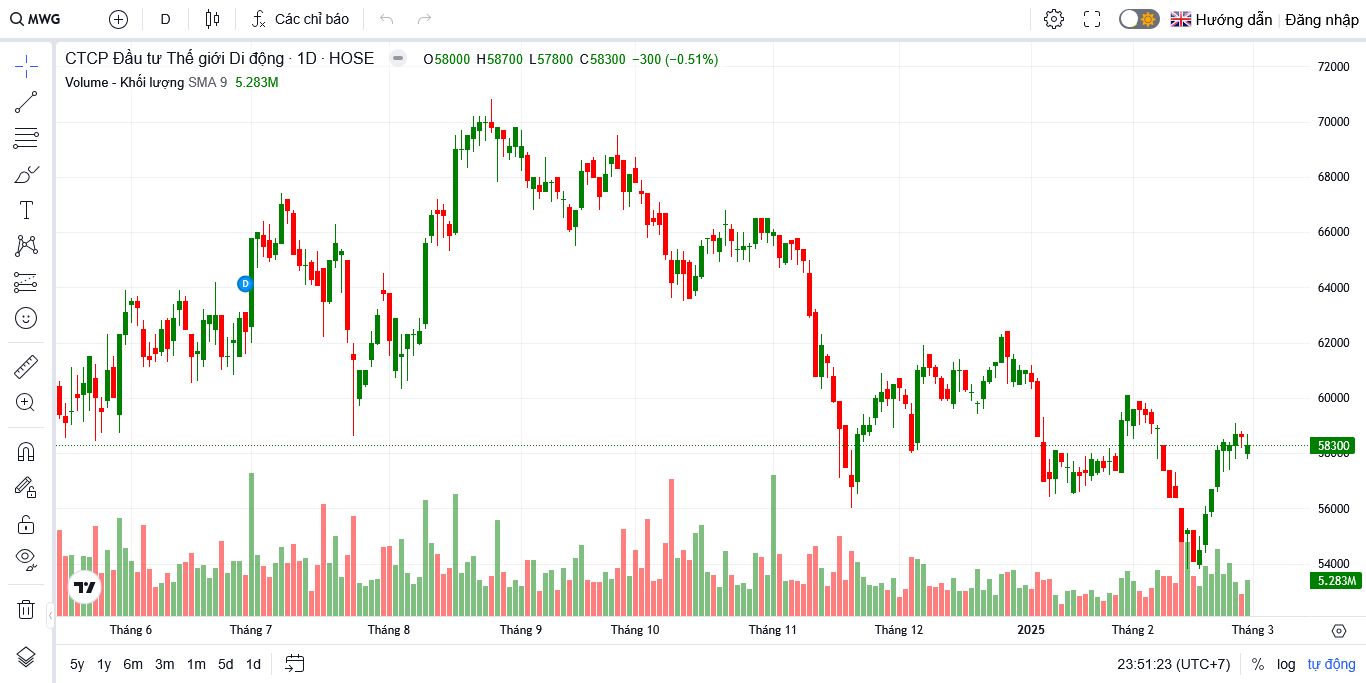 MWG D Các chỉ báo Hướng dẫn Đăng nhập
CTCP Đầu tư Thế giới Di động · 1D · HOSE O58000 H58700 L57800 C58300 −300 (−0.51%)
Volume - Khối lượng SMA 9 5.283M
72000
70000
68000
66000
64000
D
62000
60000
58300
58000
56000
54000
5.283M
Tháng 6 Tháng 7 Tháng 8 Tháng 9 Tháng 10 Tháng 11 Tháng 12 2025 Tháng 2 Tháng 3
5y 1y 6m 3m 1m 5d 1d 23:51:23 (UTC+7) % log tự động